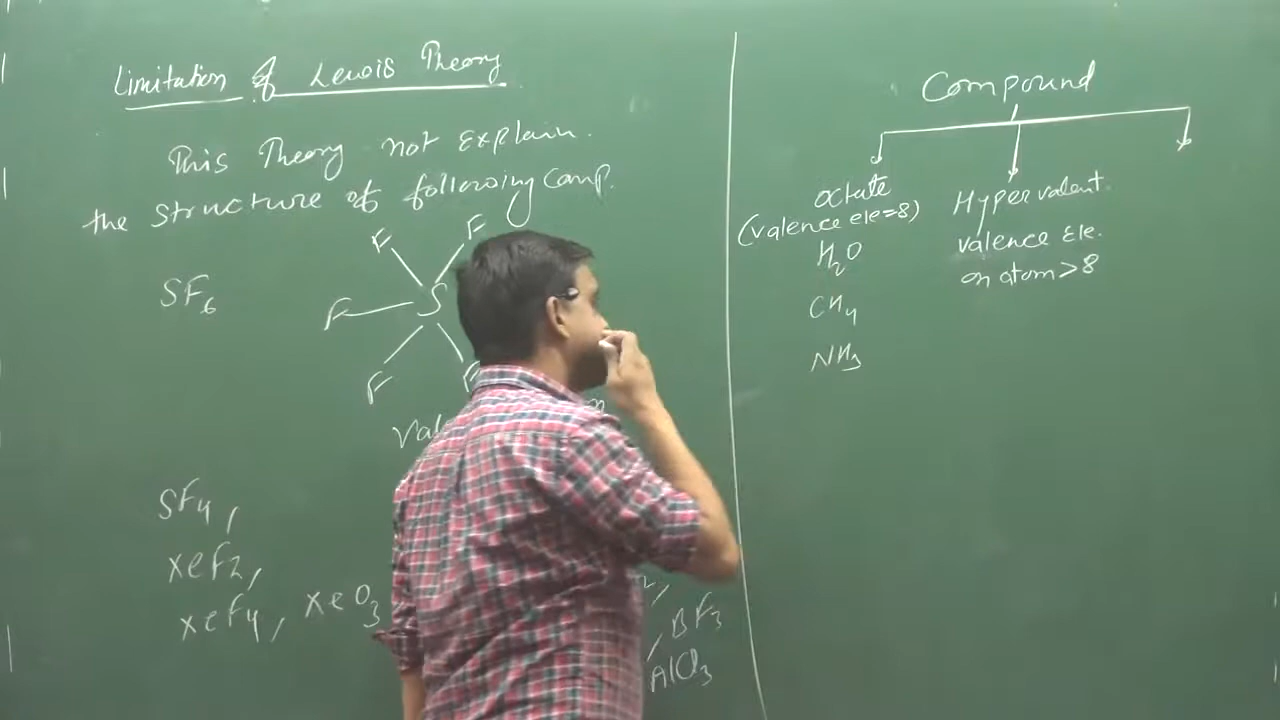 Limitation of Lewis Theory
This Theory not Explain.
the Structure of following Comp.
SF6
F F
F S
F F
SF4,
XeF2,
XeF4, XeO3
BF3
AlCl3
Compound
Octate
(Valence ele=8)
H2O
CH4
NH3
Hypervalent.
Valence Ele.
on atom>8